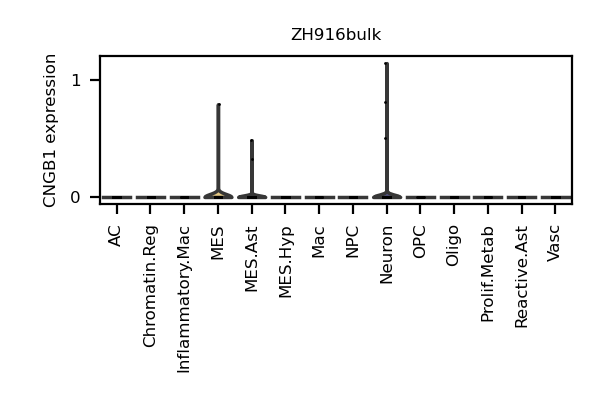 ZH916bulk
CNGB1 expression
1
0
AC
Chromatin.Reg
Inflammatory.Mac
MES
MES.Ast
MES.Hyp
Mac
NPC
Neuron
OPC
Oligo
Prolif.Metab
Reactive.Ast
Vasc